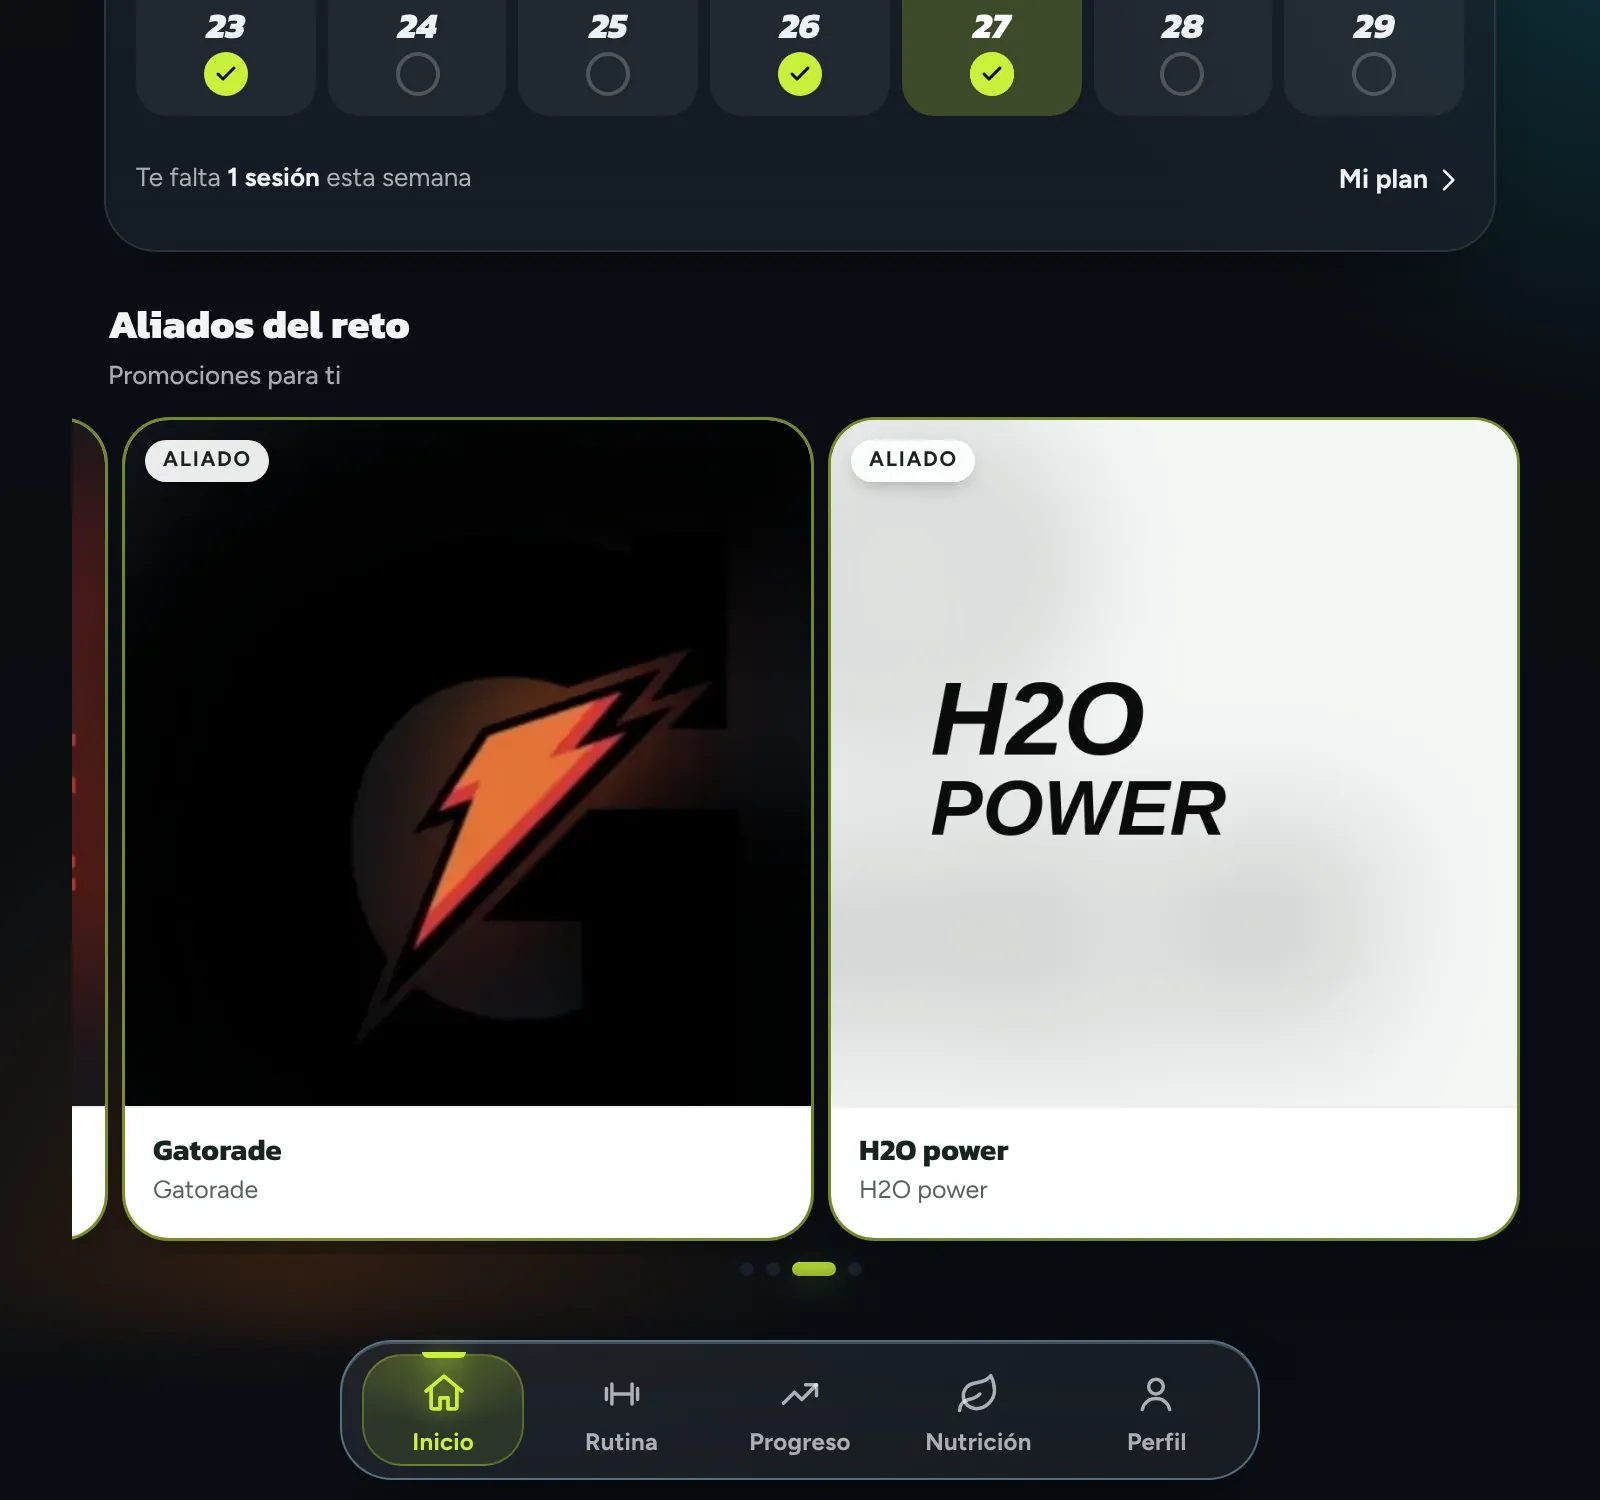 23 24 25 26 27 28 29
Te falta 1 sesión esta semana
Mi plan
Aliados del reto
Promociones para ti
ALIADO
Gatorade
Gatorade
ALIADO
H2O
POWER
H2O power
H2O power
Inicio
Rutina
Progreso
Nutrición
Perfil